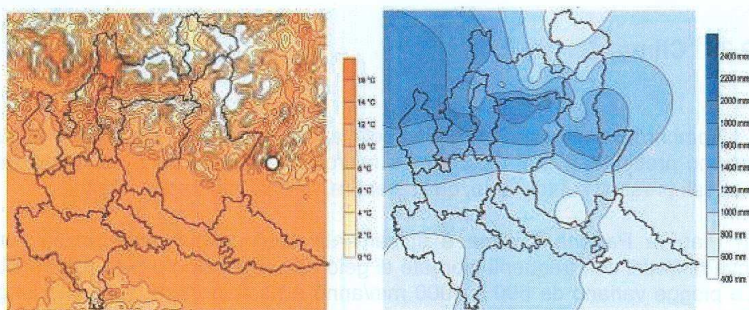 18 °C
16 °C
14 °C
12 °C
10 °C
8 °C
6 °C
4 °C
2 °C
0 °C
2400 mm
2200 mm
2000 mm
1800 mm
1600 mm
1400 mm
1200 mm
1000 mm
800 mm
600 mm
400 mm